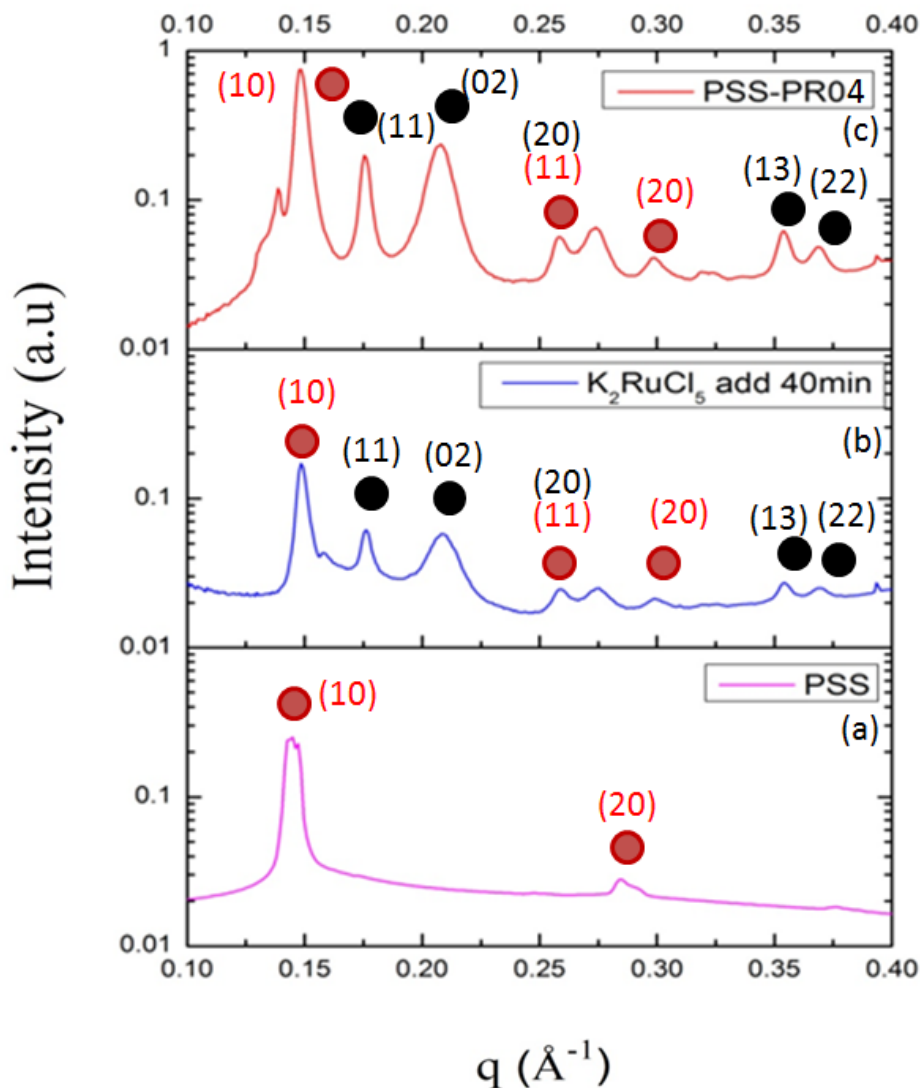 0.10 0.15 0.20 0.25 0.30 0.35 0.40
1
(10)
(02)
PSS-PR04
(11)
(20)
(11)
(20)
(13)
(22)
(c)
0.1
0.01
K₂RuCl₅ add 40min
(10)
(11)
(02)
(20)
(11)
(20)
(13)
(22)
(b)
0.1
0.01
PSS
(10)
(a)
(20)
0.1
0.01
0.10 0.15 0.20 0.25 0.30 0.35 0.40
Intensity (a.u)
q (Å⁻¹)